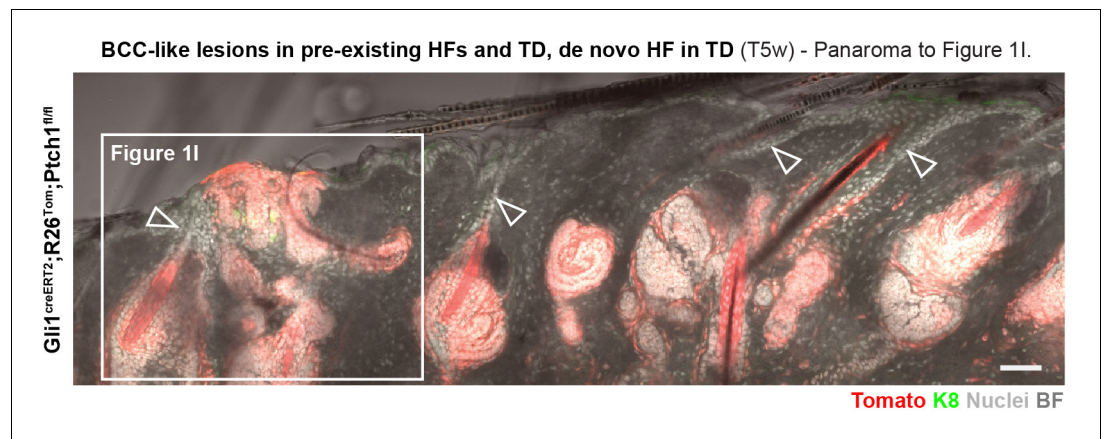 BCC-like lesions in pre-existing HFs and TD, de novo HF in TD (T5w) - Panaroma to Figure 1I.
Gli1creERT2;R26Tom;Ptch1fl/fl
Figure 1I
Tomato K8 Nuclei BF